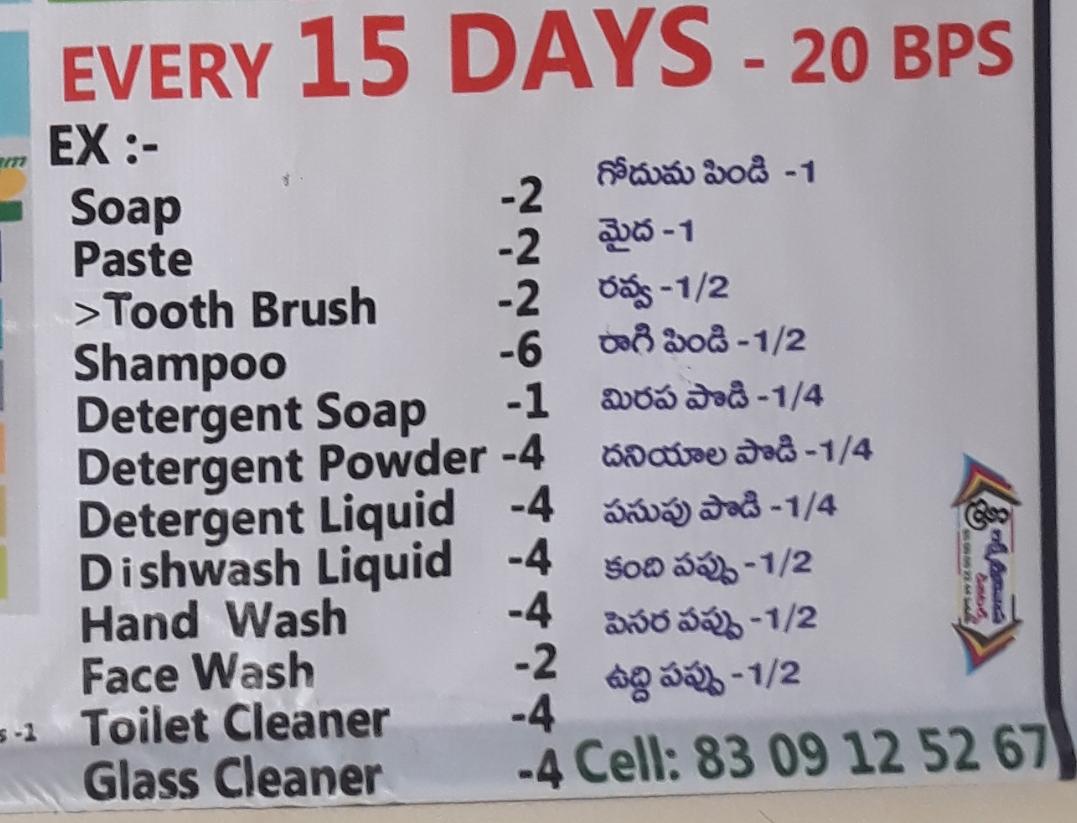 EVERY 15 DAYS - 20 BPS
EX :-
Soap -2
Paste -2
>Tooth Brush -2
Shampoo -6
Detergent Soap -1
Detergent Powder -4
Detergent Liquid -4
Dishwash Liquid -4
Hand Wash -4
Face Wash -2
Toilet Cleaner -4
Glass Cleaner -4
గోదుమ పిండి -1
మైద -1
రవ్వ -1/2
రాగి పిండి -1/2
మిరప పొడి -1/4
దనియాల పొడి -1/4
పసుపు పొడి -1/4
కంది పప్పు -1/2
పెసర పప్పు -1/2
ఉద్ది పప్పు -1/2
Cell: 83 09 12 52 67
s -1